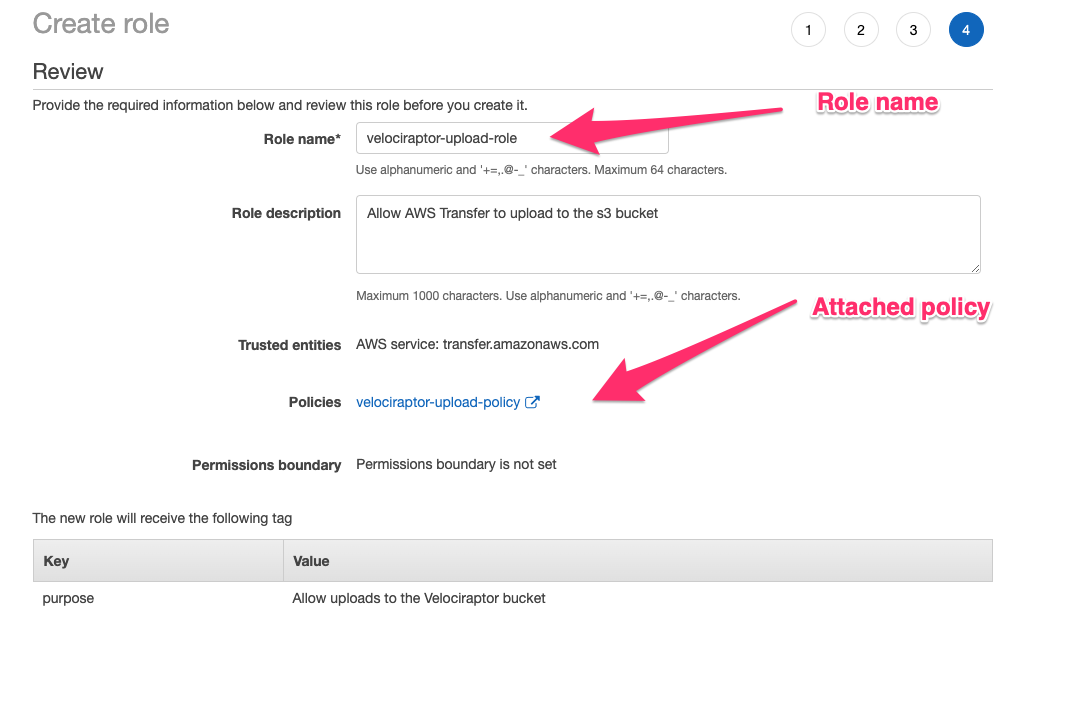 Create role
1 2 3 4
Review
Provide the required information below and review this role before you create it.
Role name
Role name* velociraptor-upload-role
Use alphanumeric and '+=,.@-_' characters. Maximum 64 characters.
Role description Allow AWS Transfer to upload to the s3 bucket
Maximum 1000 characters. Use alphanumeric and '+=,.@-_' characters.
Attached policy
Trusted entities AWS service: transfer.amazonaws.com
Policies velociraptor-upload-policy
Permissions boundary Permissions boundary is not set
The new role will receive the following tag
Key Value
purpose Allow uploads to the Velociraptor bucket